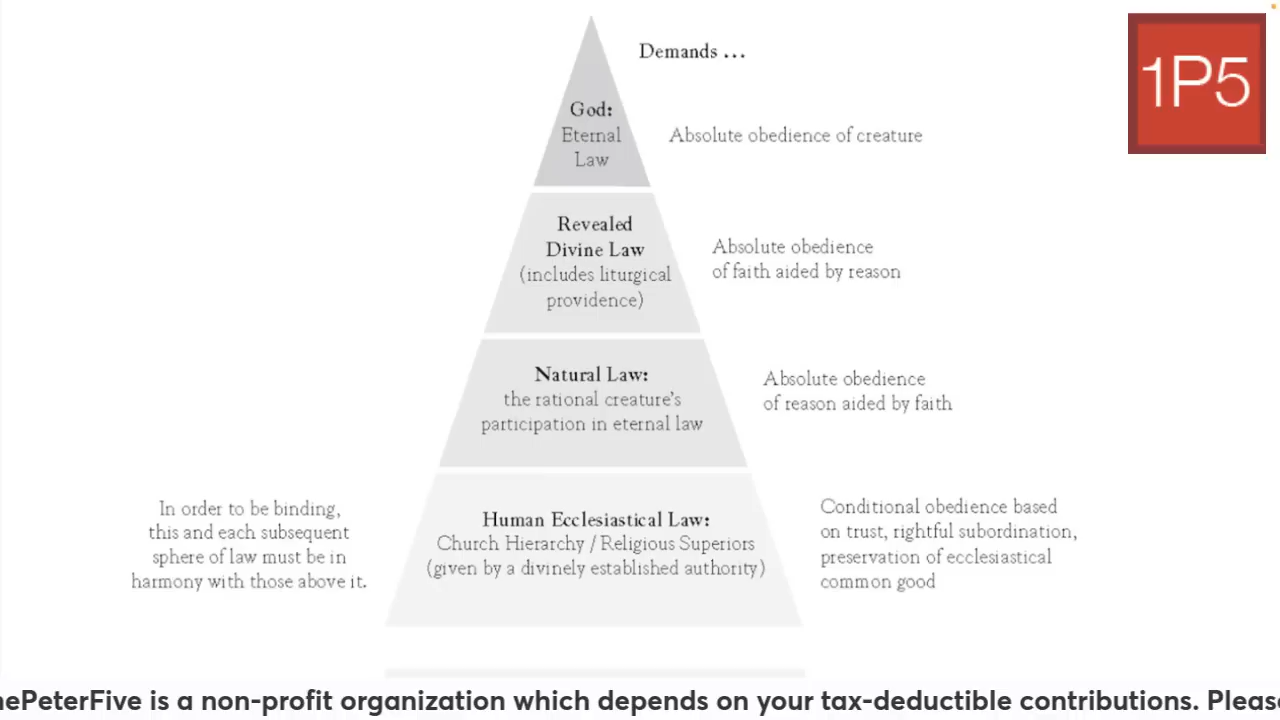 Demands ...
1P5
God:
Eternal
Law
Absolute obedience of creature
Revealed
Divine Law
(includes liturgical
providence)
Absolute obedience
of faith aided by reason
Natural Law:
the rational creature's
participation in eternal law
Absolute obedience
of reason aided by faith
In order to be binding,
this and each subsequent
sphere of law must be in
harmony with those above it.
Human Ecclesiastical Law:
Church Hierarchy / Religious Superiors
(given by a divinely established authority)
Conditional obedience based
on trust, rightful subordination,
preservation of ecclesiastical
common good
nePeterFive is a non-profit organization which depends on your tax-deductible contributions. Please